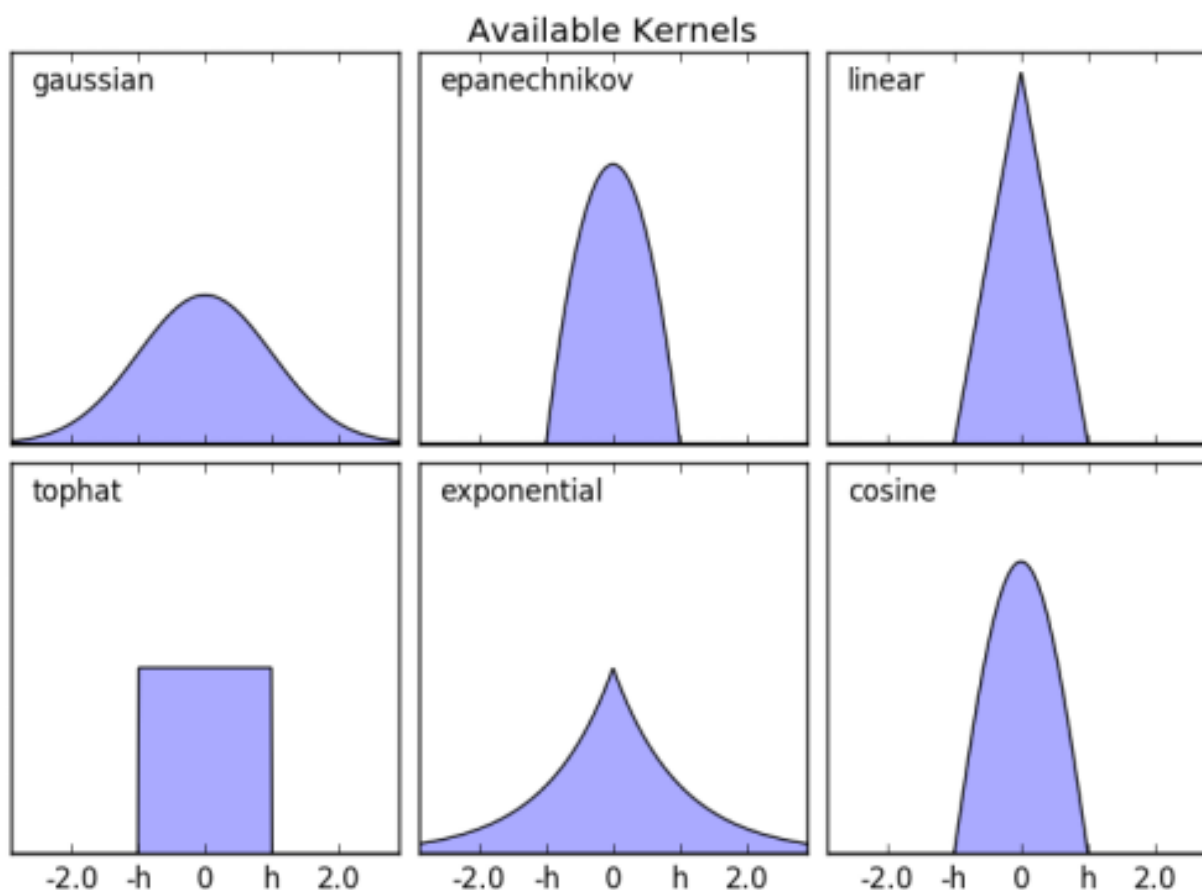 Available Kernels
gaussian
epanechnikov
linear
tophat
exponential
cosine
-2.0 -h 0 h 2.0
-2.0 -h 0 h 2.0
-2.0 -h 0 h 2.0